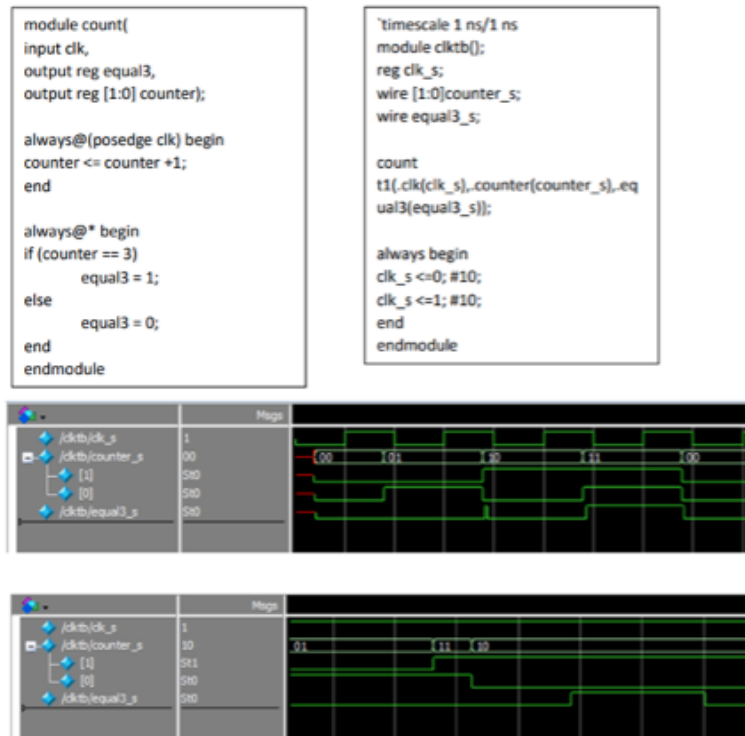 module count(
input clk,
output reg equal3,
output reg [1:0] counter);
always@(posedge clk) begin
counter <= counter +1;
end
always@* begin
if (counter == 3)
equal3 = 1;
else
equal3 = 0;
end
endmodule
`timescale 1 ns/1 ns
module clktb();
reg clk_s;
wire [1:0]counter_s;
wire equal3_s;
count
t1(.clk(clk_s),.counter(counter_s),.eq
ual3(equal3_s));
always begin
clk_s <=0; #10;
clk_s <=1; #10;
end
endmodule
Msgs
/clktb/clk_s 1
/clktb/counter_s 00 00 01 10 11 00
[1] St0
[0] St0
/clktb/equal3_s St0
Msgs
/clktb/clk_s 1
/clktb/counter_s 10 01 11 10
[1] St1
[0] St0
/clktb/equal3_s St0